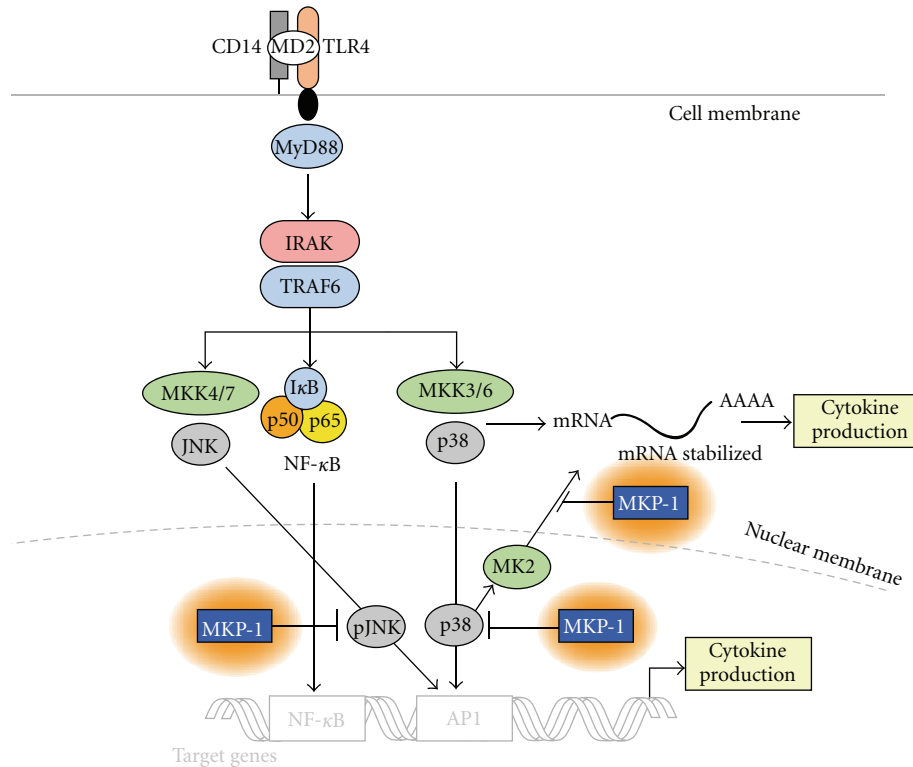 CD14 MD2 TLR4
Cell membrane
MyD88
IRAK
TRAF6
MKK4/7
IκB
MKK3/6
p50 p65
JNK
p38
mRNA
AAAA
Cytokine
production
NF-κB
mRNA stabilized
MKP-1
Nuclear membrane
MK2
MKP-1
pJNK
p38
MKP-1
Cytokine
production
NF-κB
AP1
Target genes